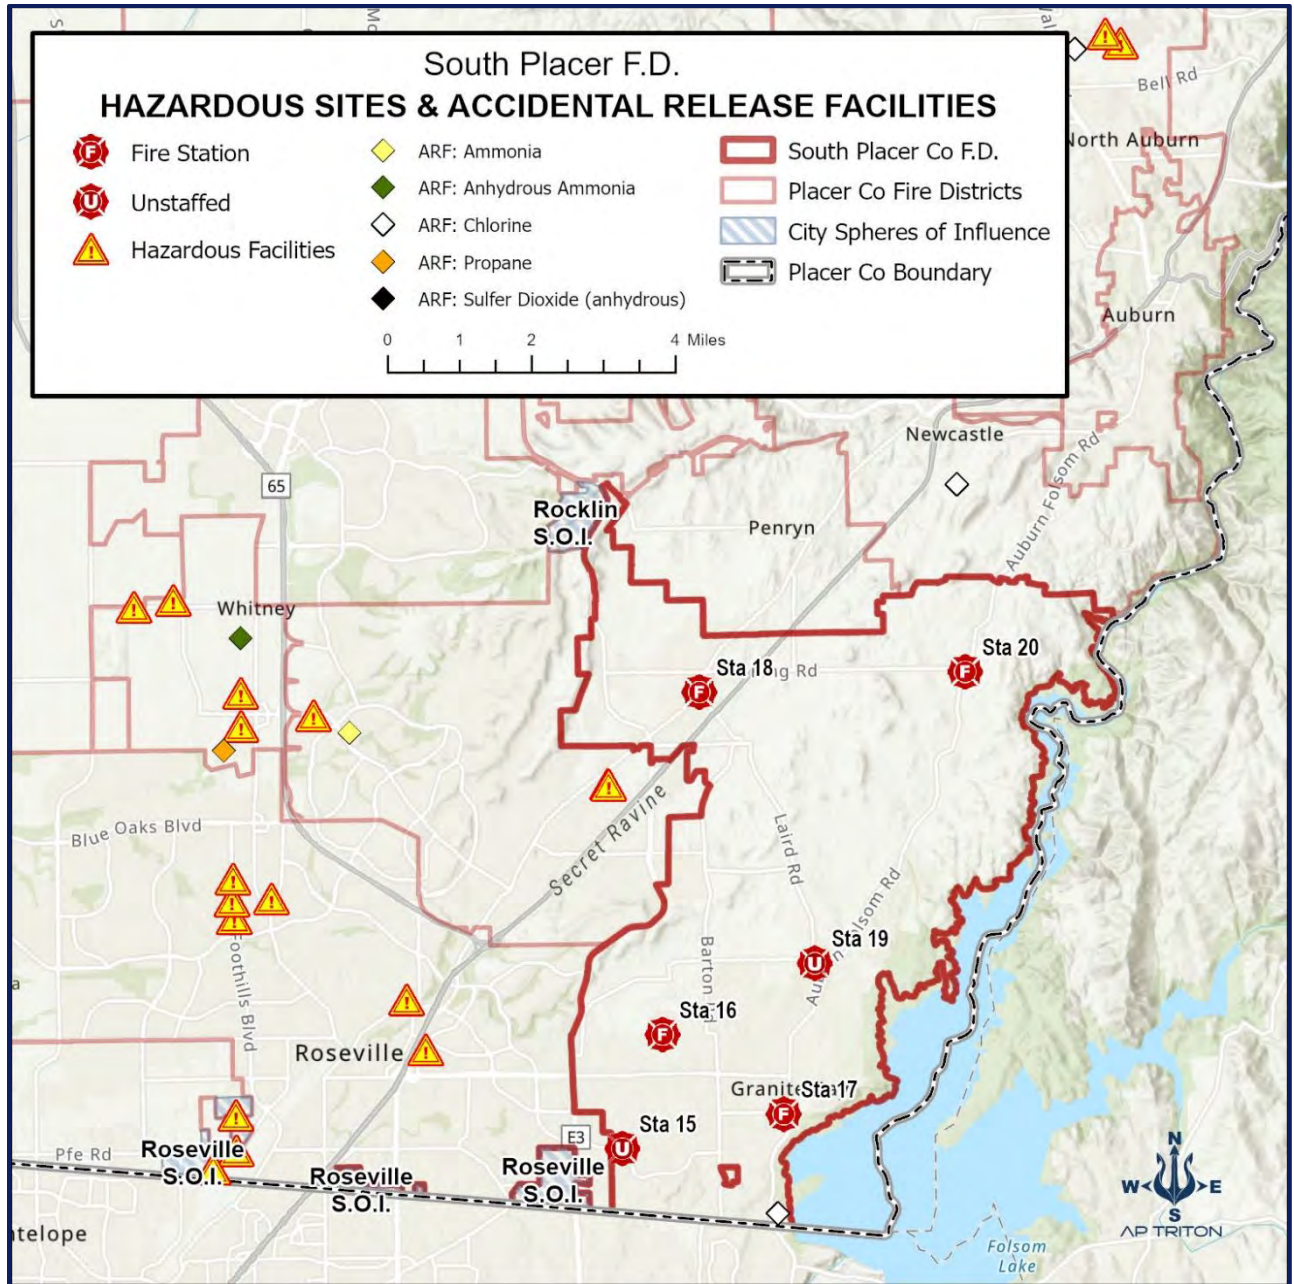 South Placer F.D.
HAZARDOUS SITES & ACCIDENTAL RELEASE FACILITIES
F Fire Station
U Unstaffed
! Hazardous Facilities
ARF: Ammonia
ARF: Anhydrous Ammonia
ARF: Chlorine
ARF: Propane
ARF: Sulfer Dioxide (anhydrous)
South Placer Co F.D.
Placer Co Fire Districts
City Spheres of Influence
Placer Co Boundary
0 1 2 4 Miles
Bell Rd
North Auburn
Auburn
Newcastle
Auburn Folsom Rd
65
Rocklin
S.O.I.
Penryn
Whitney
Sta 18
Sta 20
Blue Oaks Blvd
Secret Ravine
Laird Rd
Foothills Blvd
Barton Rd
Sta 19
Sta 16
Roseville
Sta 17
Sta 15
E3
Pfe Rd
Roseville
S.O.I.
Roseville
S.O.I.
Roseville
S.O.I.
Folsom
Lake
N
W E
S
AP TRITON